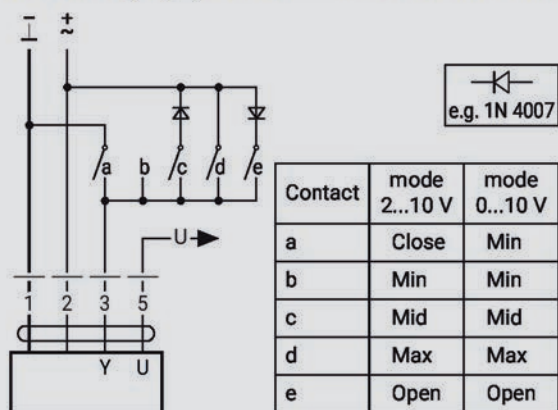 − +
⊥ ~
e.g. 1N 4007
a b c d e
U
1 2 3 5
Y U
Contact mode 2...10 V mode 0...10 V
a Close Min
b Min Min
c Mid Mid
d Max Max
e Open Open